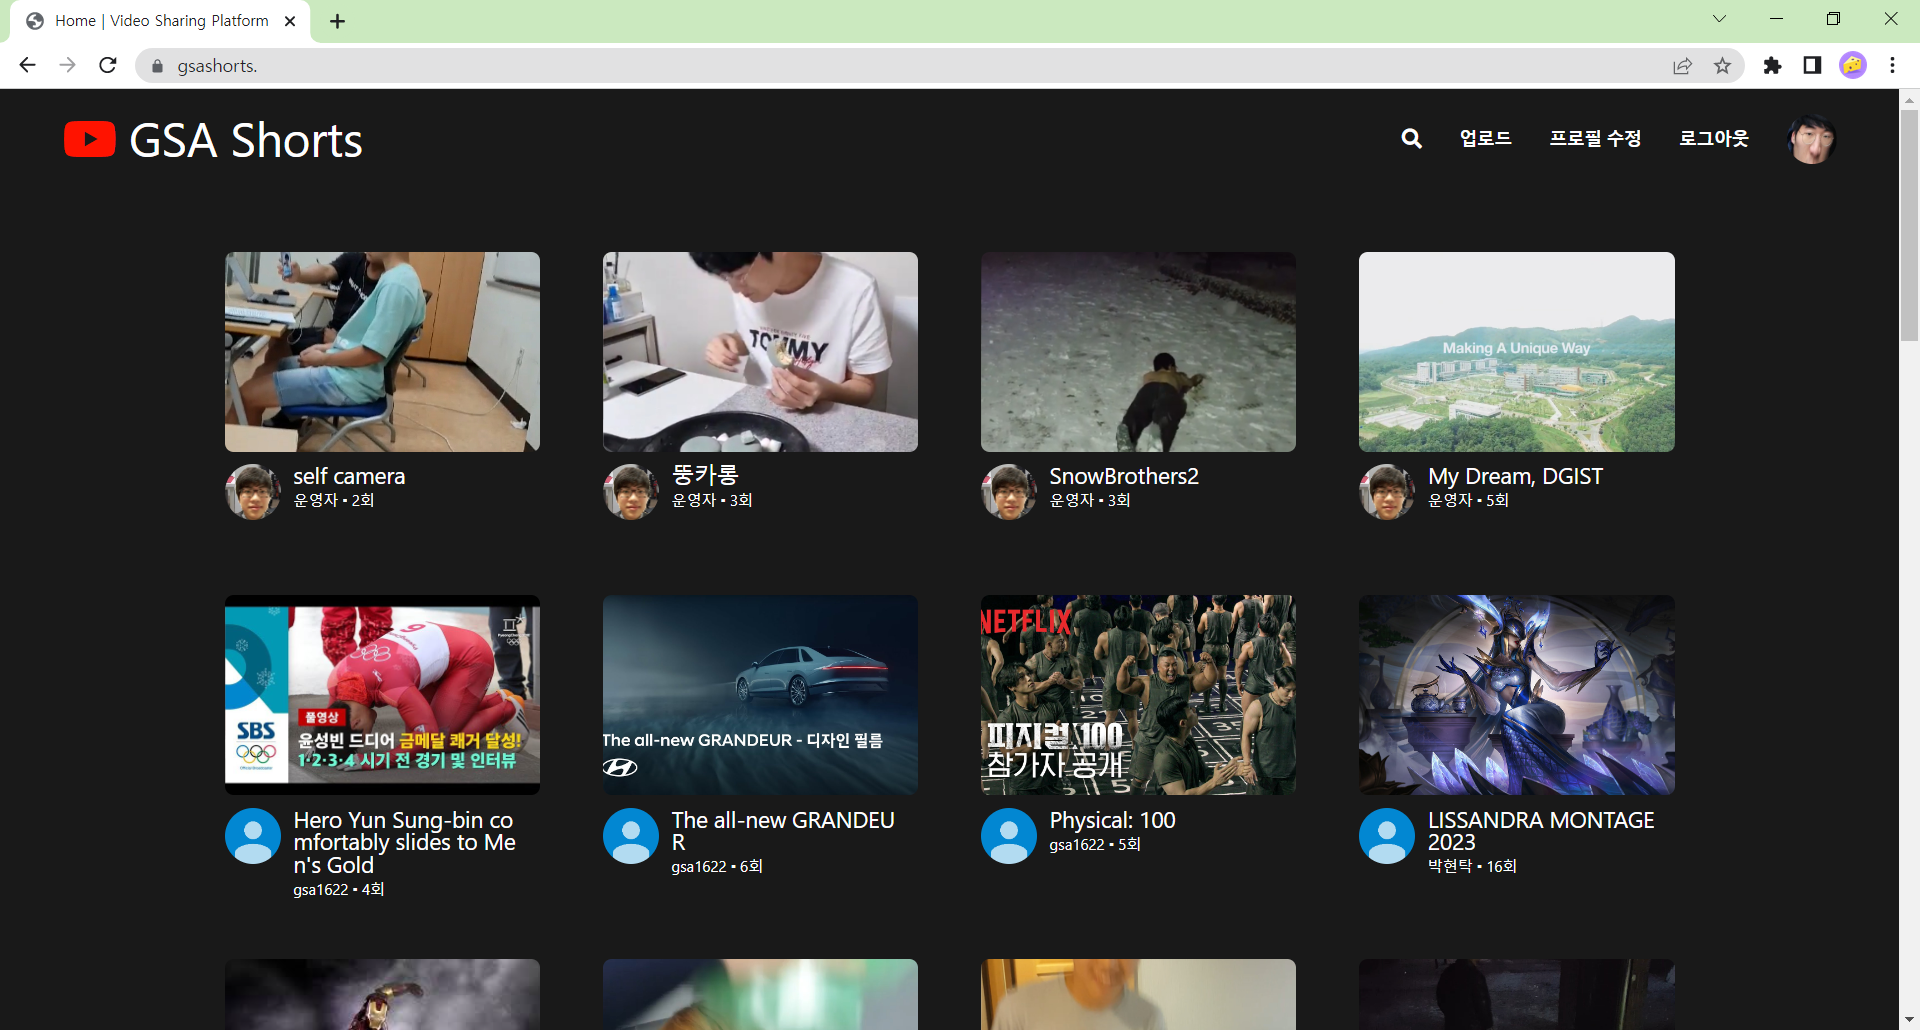 Home | Video Sharing Platform
gsashorts.
GSA Shorts
업로드
프로필 수정
로그아웃
TOMMY
Making A Unique Way
self camera
운영자 • 2회
뚱카롱
운영자 • 3회
SnowBrothers2
운영자 • 3회
My Dream, DGIST
운영자 • 5회
SBS
풀영상
윤성빈 드디어 금메달 쾌거 달성!
1·2·3·4 시기 전 경기 및 인터뷰
The all-new GRANDEUR - 디자인 필름
NETFLIX
피지컬:100
참가자 공개
Hero Yun Sung-bin co
mfortably slides to Me
n's Gold
gsa1622 • 4회
The all-new GRANDEU
R
gsa1622 • 6회
Physical: 100
gsa1622 • 5회
LISSANDRA MONTAGE
2023
박현탁 • 16회